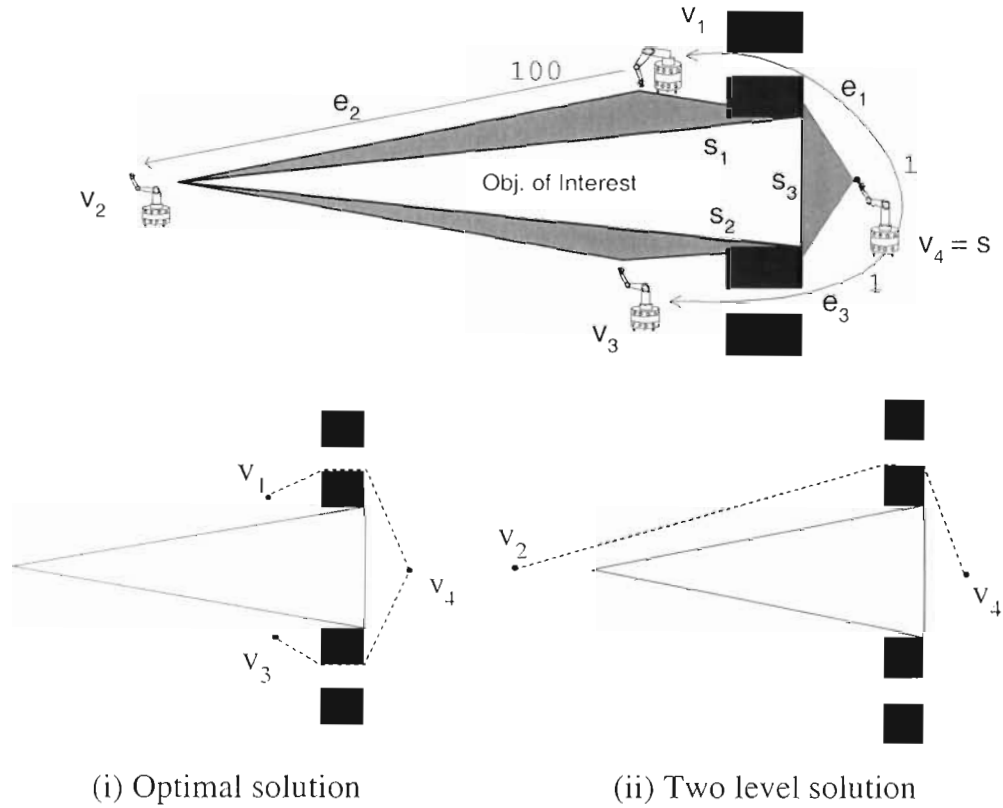 V₁
100
e₂
e₁
S₁
1
Obj. of Interest
S₃
V₂
S₂
V₄ = S
1
e₃
V₃
V₁
V₂
V₄
V₄
V₃
(i) Optimal solution
(ii) Two level solution